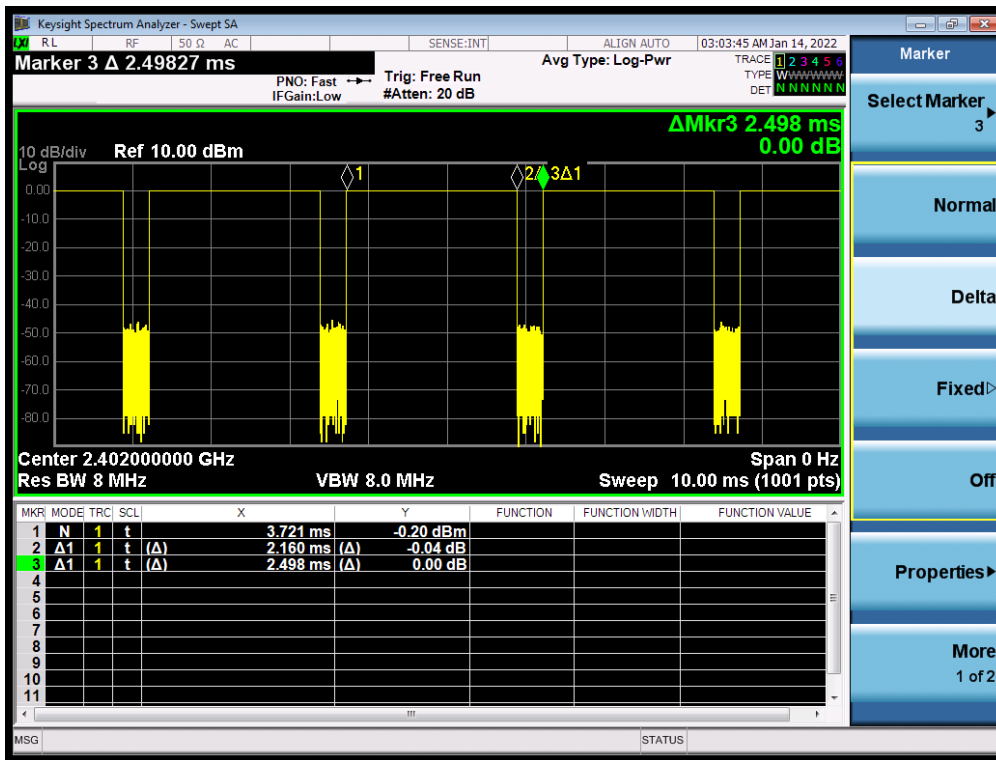 Keysight Spectrum Analyzer - Swept SA
LXI RL RF 50 Ω AC SENSE:INT ALIGN AUTO 03:03:45 AM Jan 14, 2022
Marker 3 Δ 2.49827 ms
PNO: Fast
IFGain:Low
Trig: Free Run
#Atten: 20 dB
Avg Type: Log-Pwr
TRACE 1 2 3 4 5 6
TYPE WWWWWW
DET N N N N N N
ΔMkr3 2.498 ms
0.00 dB
10 dB/div Ref 10.00 dBm
Log
1 2Δ 3Δ1
0.00
-10.0
-20.0
-30.0
-40.0
-50.0
-60.0
-70.0
-80.0
Center 2.402000000 GHz Span 0 Hz
Res BW 8 MHz VBW 8.0 MHz Sweep 10.00 ms (1001 pts)
MKR MODE TRC SCL X Y FUNCTION FUNCTION WIDTH FUNCTION VALUE
1 N 1 t 3.721 ms -0.20 dBm
2 Δ1 1 t (Δ) 2.160 ms (Δ) -0.04 dB
3 Δ1 1 t (Δ) 2.498 ms (Δ) 0.00 dB
4
5
6
7
8
9
10
11
MSG STATUS
Marker
Select Marker
3
Normal
Delta
Fixed
Off
Properties
More
1 of 2